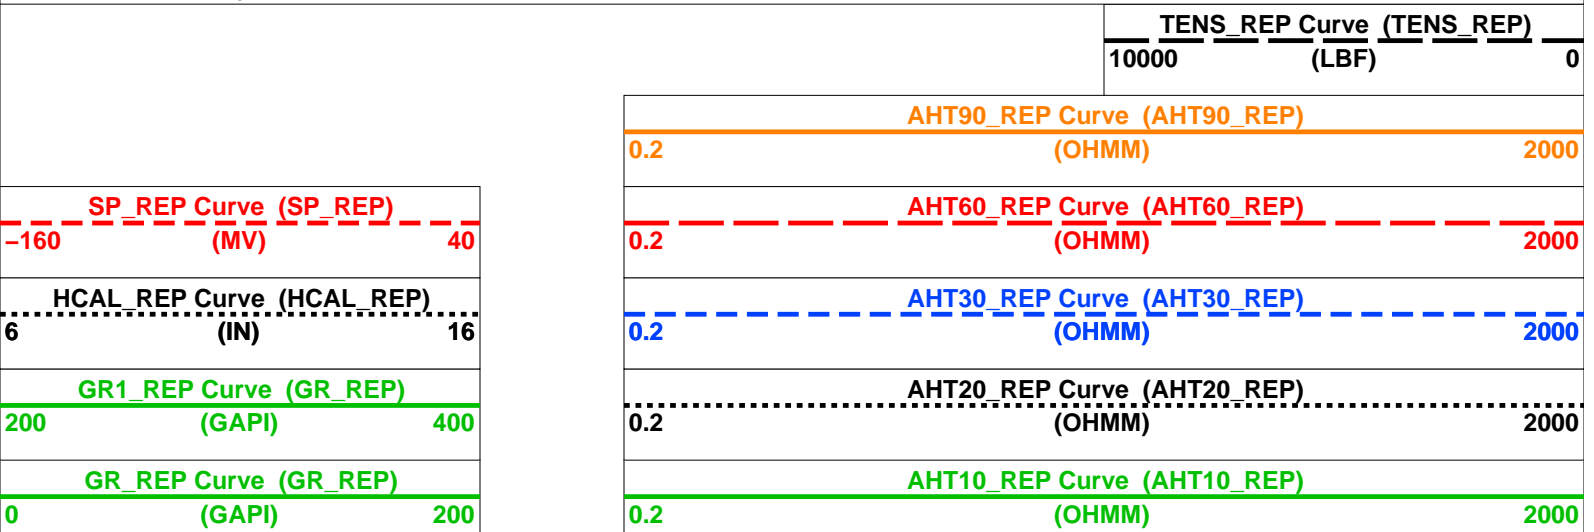 TENS_REP Curve (TENS_REP)
10000 (LBF) 0
AHT90_REP Curve (AHT90_REP)
0.2 (OHMM) 2000
SP_REP Curve (SP_REP)
−160 (MV) 40
AHT60_REP Curve (AHT60_REP)
0.2 (OHMM) 2000
HCAL_REP Curve (HCAL_REP)
6 (IN) 16
AHT30_REP Curve (AHT30_REP)
0.2 (OHMM) 2000
GR1_REP Curve (GR_REP)
200 (GAPI) 400
AHT20_REP Curve (AHT20_REP)
0.2 (OHMM) 2000
GR_REP Curve (GR_REP)
0 (GAPI) 200
AHT10_REP Curve (AHT10_REP)
0.2 (OHMM) 2000